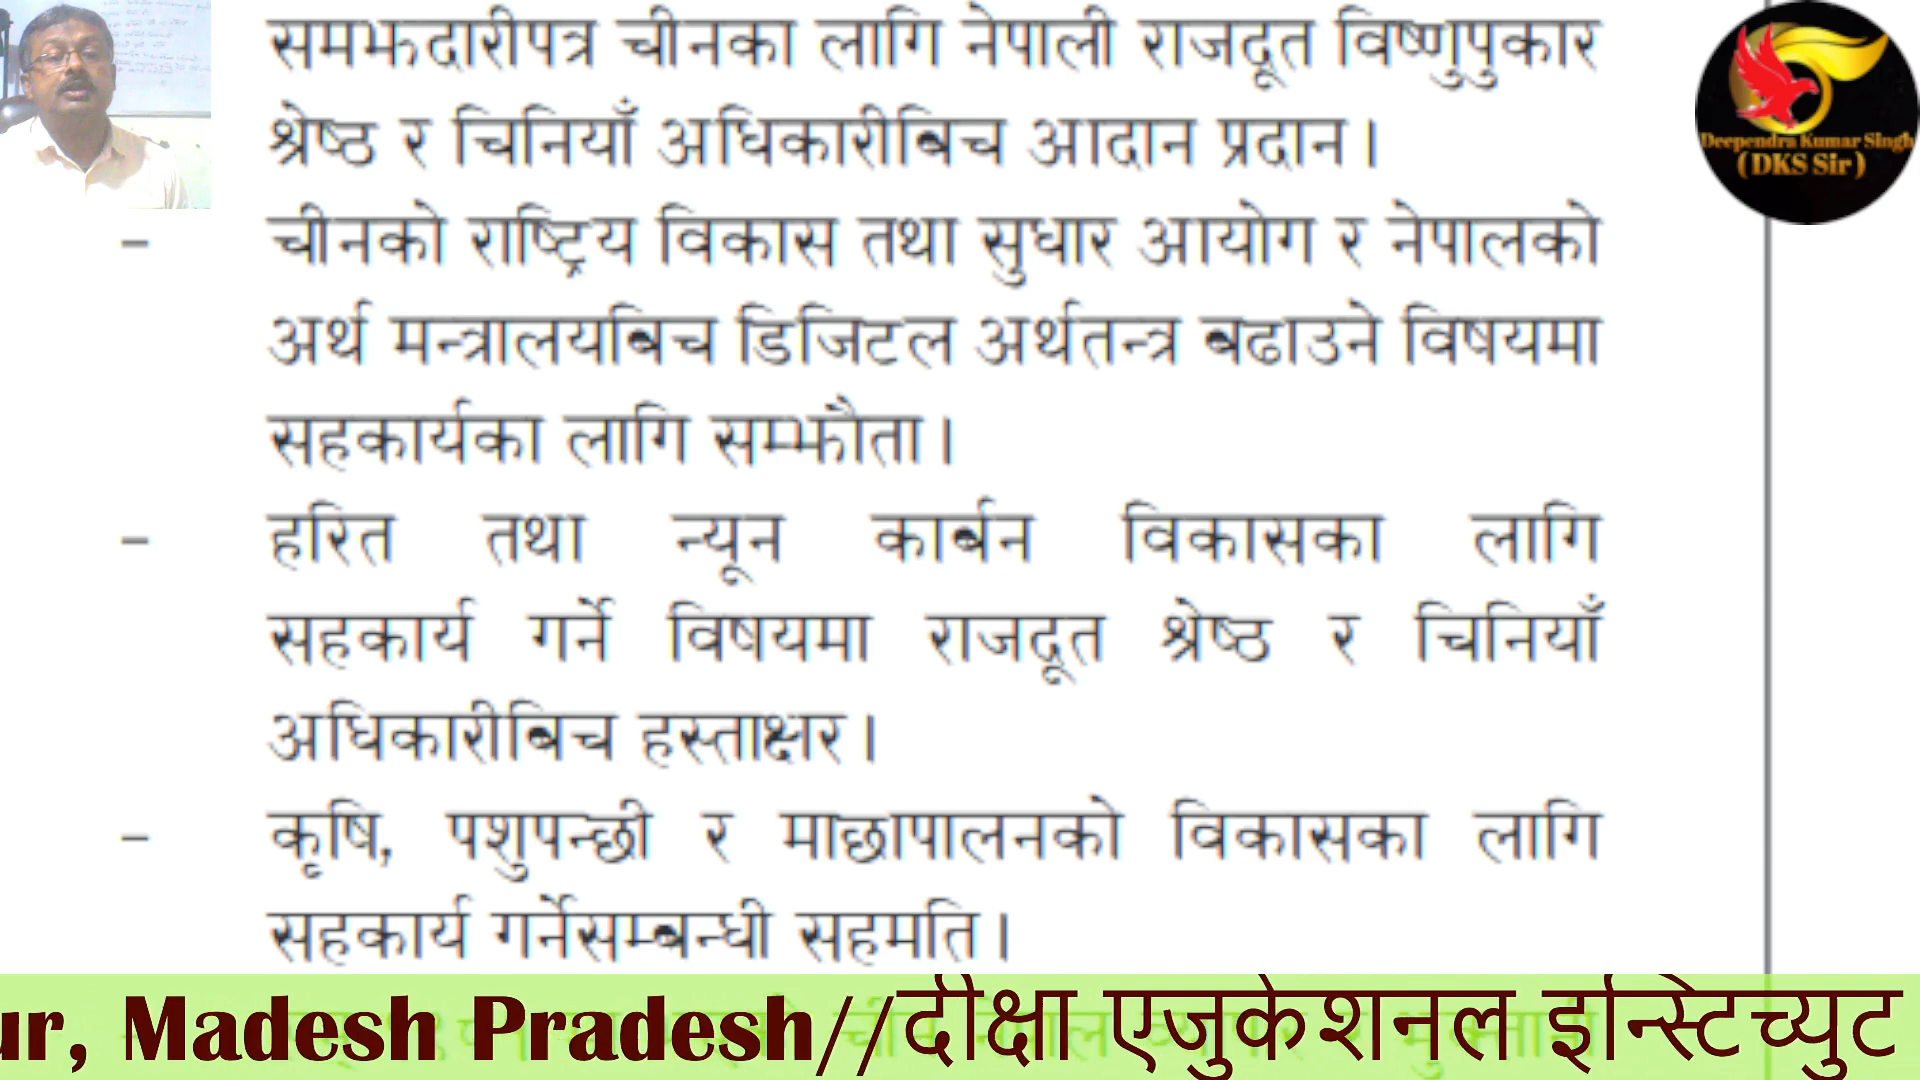 समझदारीपत्र चीनका लागि नेपाली राजदूत विष्णुपुकार
श्रेष्ठ र चिनियाँ अधिकारीबिच आदान प्रदान।
- चीनको राष्ट्रिय विकास तथा सुधार आयोग र नेपालको
अर्थ मन्त्रालयबिच डिजिटल अर्थतन्त्र बढाउने विषयमा
सहकार्यका लागि सम्झौता।
- हरित तथा न्यून कार्बन विकासका लागि
सहकार्य गर्ने विषयमा राजदूत श्रेष्ठ र चिनियाँ
अधिकारीबिच हस्ताक्षर।
- कृषि, पशुपन्छी र माछापालनको विकासका लागि
सहकार्य गर्नेसम्बन्धी सहमति।
Deependra Kumar Singh
(DKS Sir)
ur, Madesh Pradesh//दीक्षा एजुकेशनल इन्स्टिच्युट